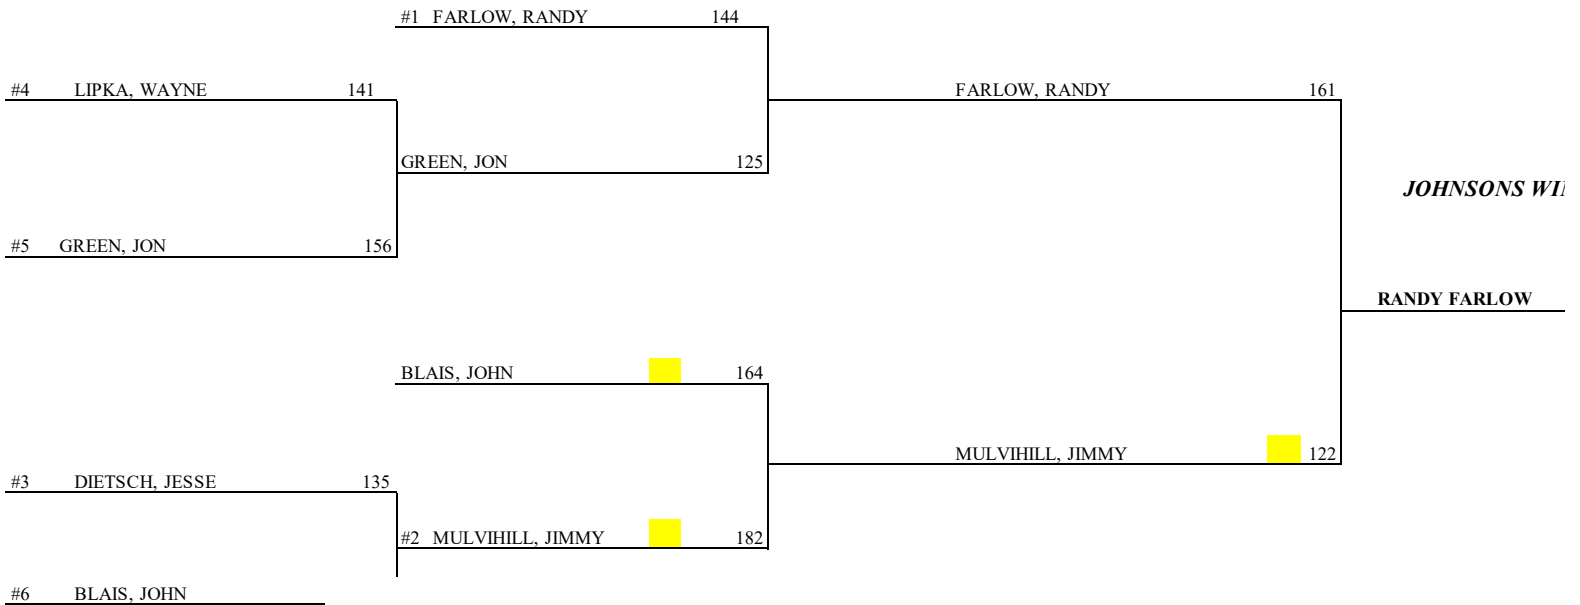 #1 FARLOW, RANDY 144
#4 LIPKA, WAYNE 141
FARLOW, RANDY 161
GREEN, JON 125
JOHNSONS
#5 GREEN, JON 156
RANDY FARLOW
BLAIS, JOHN 164
MULVIHILL, JIMMY 122
#3 DIETSCH, JESSE 135
#2 MULVIHILL, JIMMY 182
#6 BLAIS, JOHN